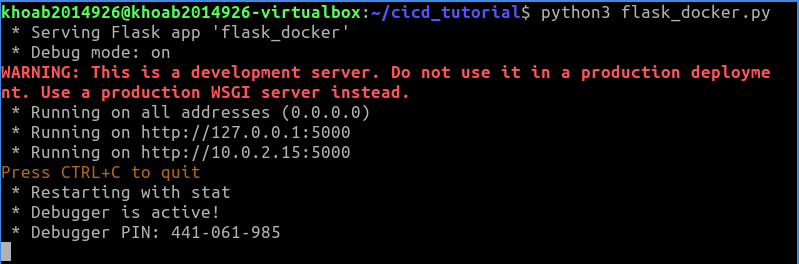 khoab2014926@khoab2014926-virtualbox:~/cicd_tutorial$ python3 flask_docker.py
 * Serving Flask app 'flask_docker'
 * Debug mode: on
WARNING: This is a development server. Do not use it in a production deployme
nt. Use a production WSGI server instead.
 * Running on all addresses (0.0.0.0)
 * Running on http://127.0.0.1:5000
 * Running on http://10.0.2.15:5000
Press CTRL+C to quit
 * Restarting with stat
 * Debugger is active!
 * Debugger PIN: 441-061-985